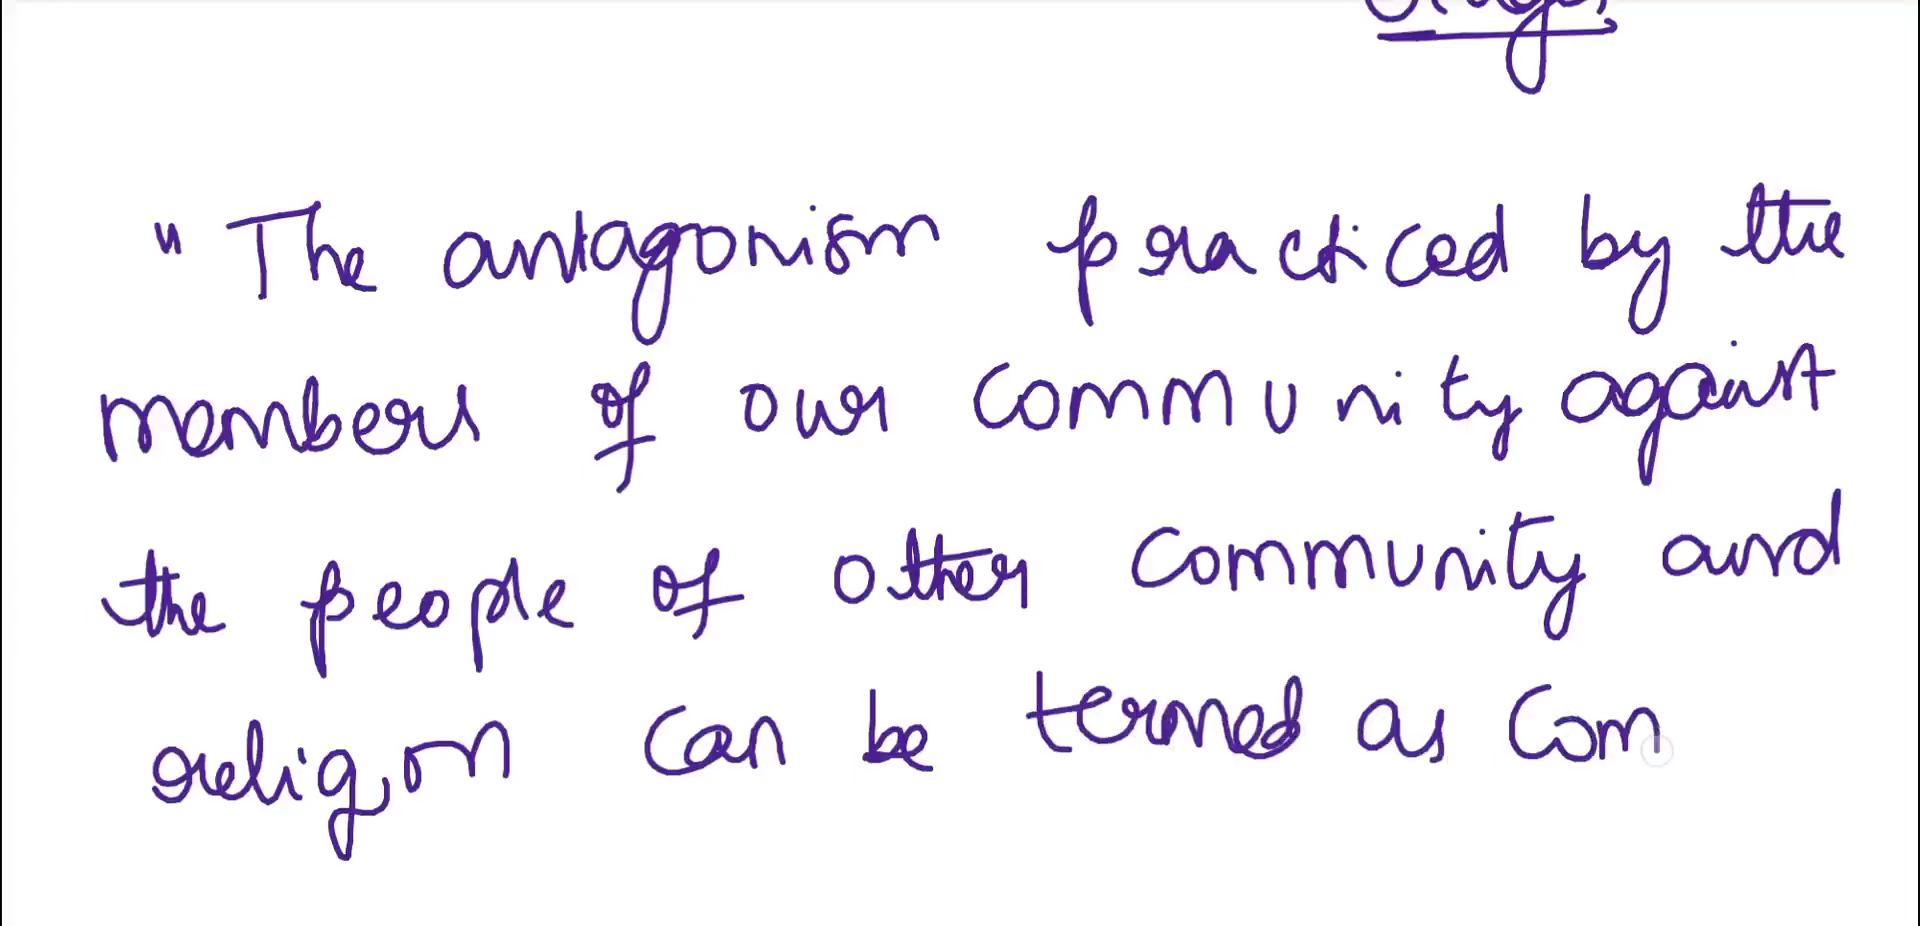 " The antagonism practiced by the
members of our community against
the people of other community and
religion can be termed as Com